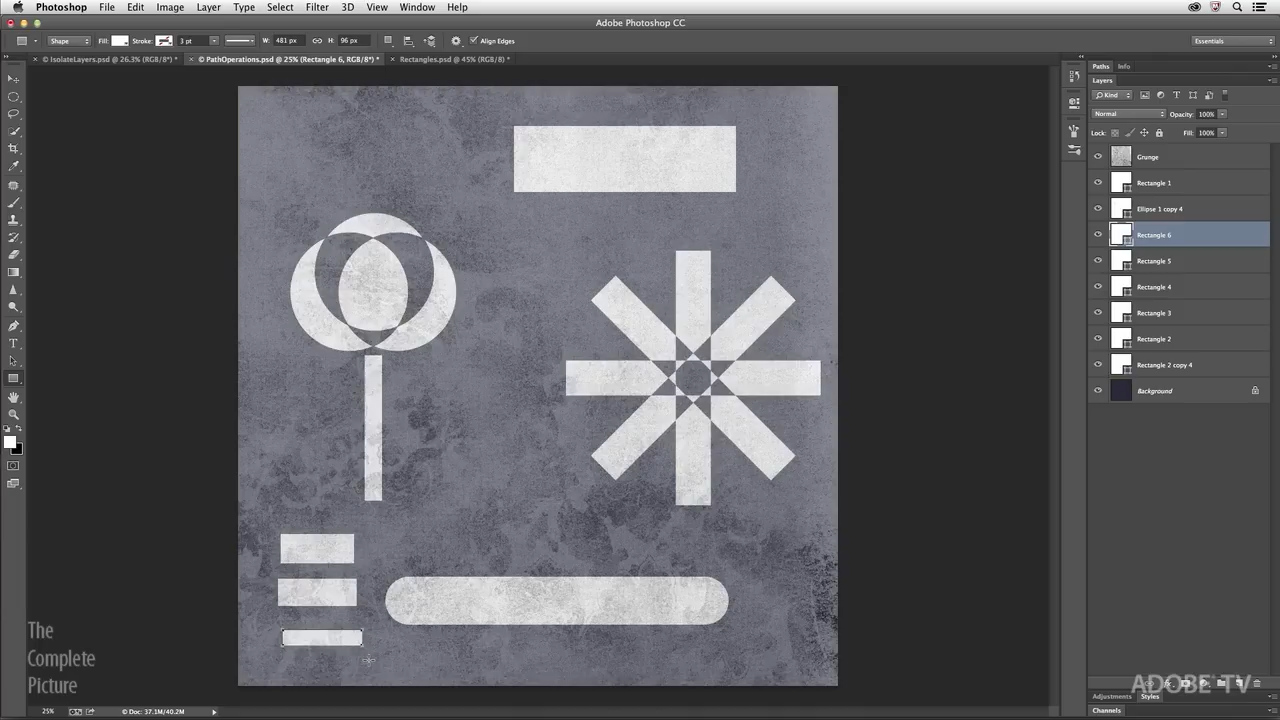 Photoshop File Edit Image Layer Type Select Filter 3D View Window Help
Adobe Photoshop CC
Shape Fill: Stroke: 3 pt W: 481 px H: 96 px Align Edges Essentials
× © IsolateLayers.psd @ 26.3% (RGB/8*) * × © PathOperations.psd @ 25% (Rectangle 6, RGB/8*) * × Rectangles.psd @ 45% (RGB/8) *
Paths Info
Layers
Kind
Normal Opacity: 100%
Lock: Fill: 100%
Grunge
Rectangle 1
Ellipse 1 copy 4
Rectangle 6
Rectangle 5
Rectangle 4
Rectangle 3
Rectangle 2
Rectangle 2 copy 4
Background
The
Complete
Picture
ADOBE TV
Adjustments Styles
Channels
25% © Doc: 37.1M/40.2M